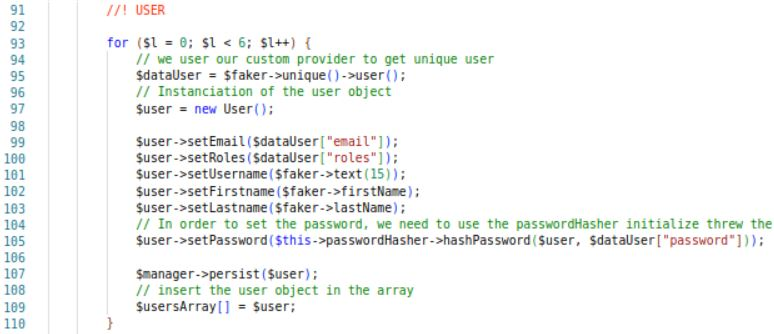 91 //! USER
92
93 for ($l = 0; $l < 6; $l++) {
94 // we user our custom provider to get unique user
95 $dataUser = $faker->unique()->user();
96 // Instanciation of the user object
97 $user = new User();
98
99 $user->setEmail($dataUser["email"]);
100 $user->setRoles($dataUser["roles"]);
101 $user->setUsername($faker->text(15));
102 $user->setFirstname($faker->firstName);
103 $user->setLastname($faker->lastName);
104 // In order to set the password, we need to use the passwordHasher initialize threw the
105 $user->setPassword($this->passwordHasher->hashPassword($user, $dataUser["password"]));
106
107 $manager->persist($user);
108 // insert the user object in the array
109 $usersArray[] = $user;
110 }